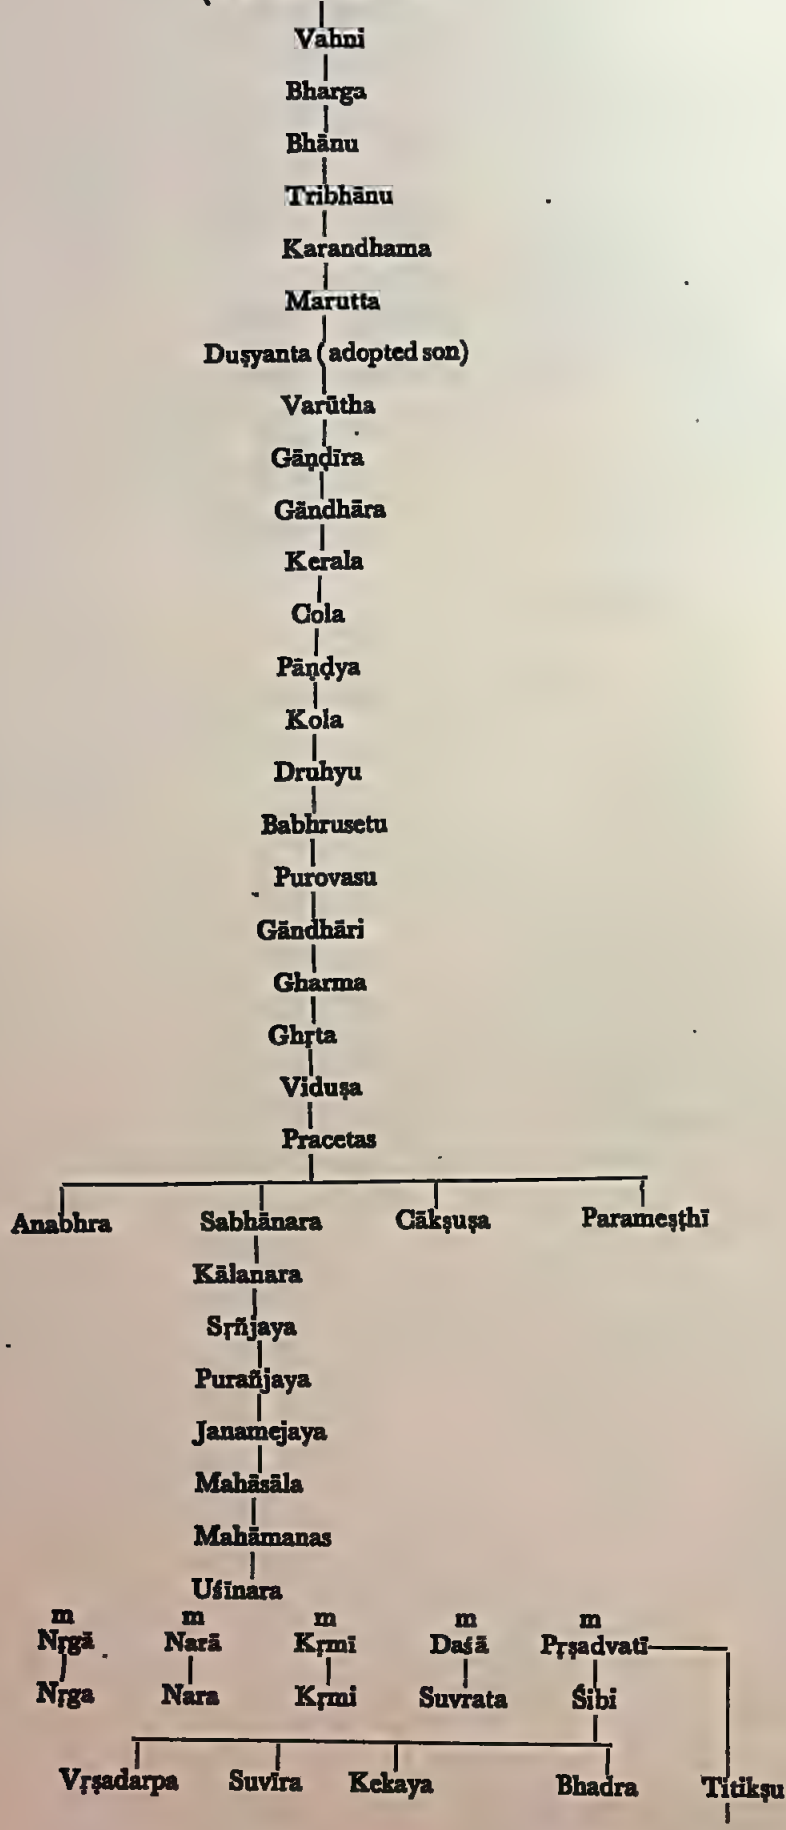 Vahni
Bharga
Bhānu
Tribhānu
Karandhama
Marutta
Duṣyanta (adopted son)
Varūtha
Gāṇḍīra
Gāndhāra
Kerala
Cola
Pāṇḍya
Kola
Druhyu
Babhrusetu
Purovasu
Gāndhāri
Gharma
Ghṛta
Viduṣa
Pracetas
Anabhra Sabhānara Cākṣuṣa Parameṣṭhī
Kālanara
Sṛñjaya
Purañjaya
Janamejaya
Mahāsāla
Mahāmanas
Uśīnara
m m m m m
Nṛgā Narā Kṛmī Daśā Pṛṣadvatī
Nṛga Nara Kṛmi Suvrata Śibi
Vṛṣadarpa Suvīra Kekaya Bhadra Titikṣu